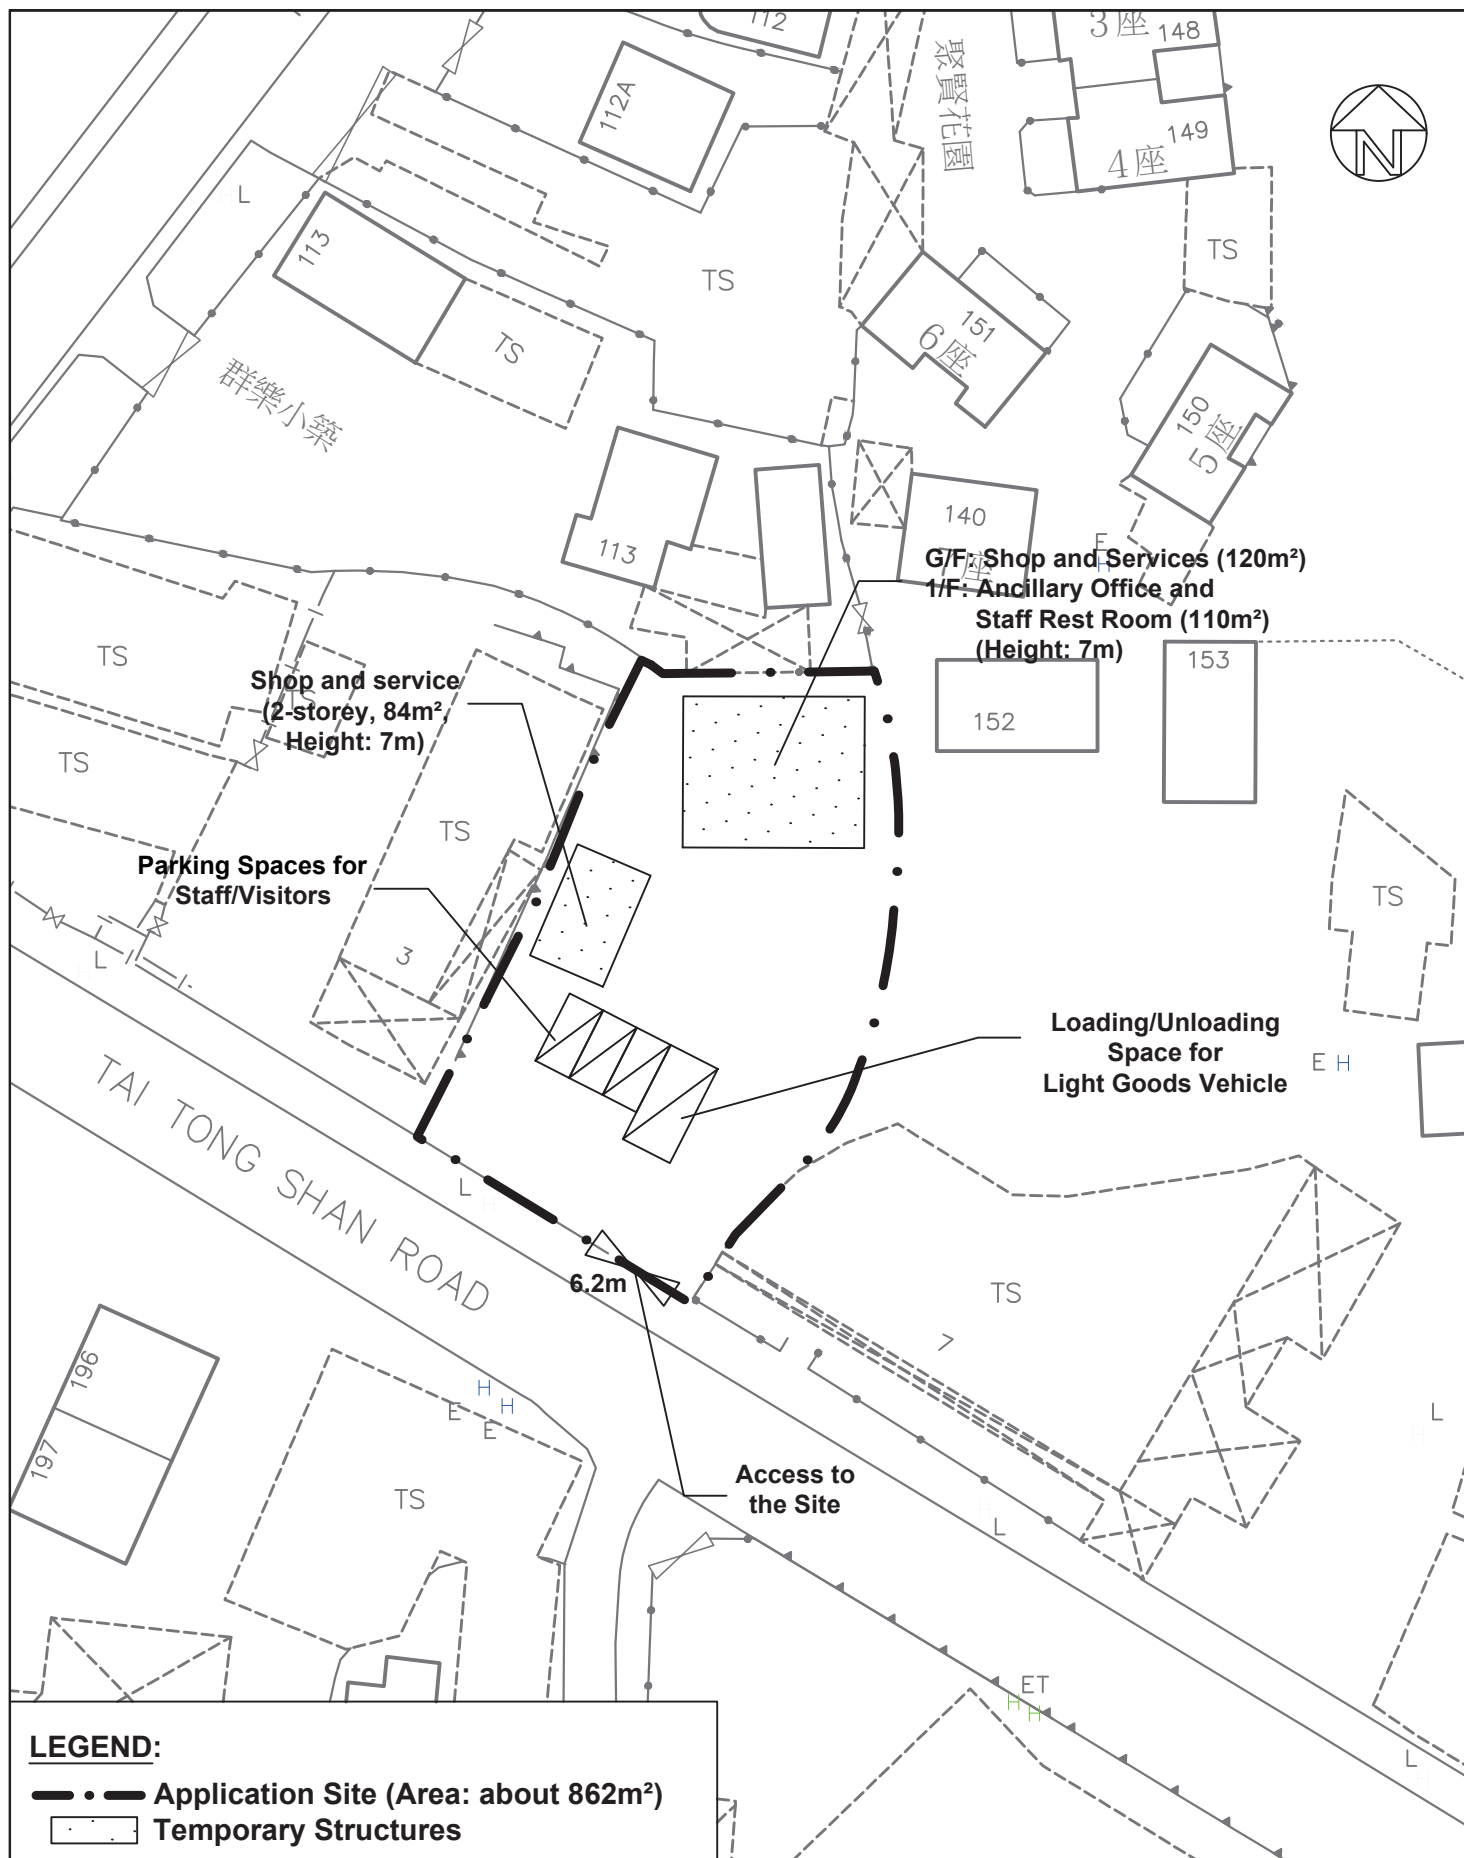 112
3座 148
聚賢花園
112A
149
4座
N
L
113
TS
TS
TS
151
6座
群樂小築
150
5座
140
7座
113
E
H
G/F: Shop and Services (120m²)
1/F: Ancillary Office and
Staff Rest Room (110m²)
(Height: 7m)
TS
TS
Shop and service
(2-storey, 84m²,
Height: 7m)
153
152
TS
TS
Parking Spaces for
Staff/Visitors
TS
3
L
H
Loading/Unloading
Space for
Light Goods Vehicle
E H
TAI TONG SHAN ROAD
L
H
6.2m
TS
7
196
197
H
H
E
E
TS
L
H
Access to
the Site
H
L
ET
H
H
L
H
LEGEND:
Application Site (Area: about 862m²)
Temporary Structures